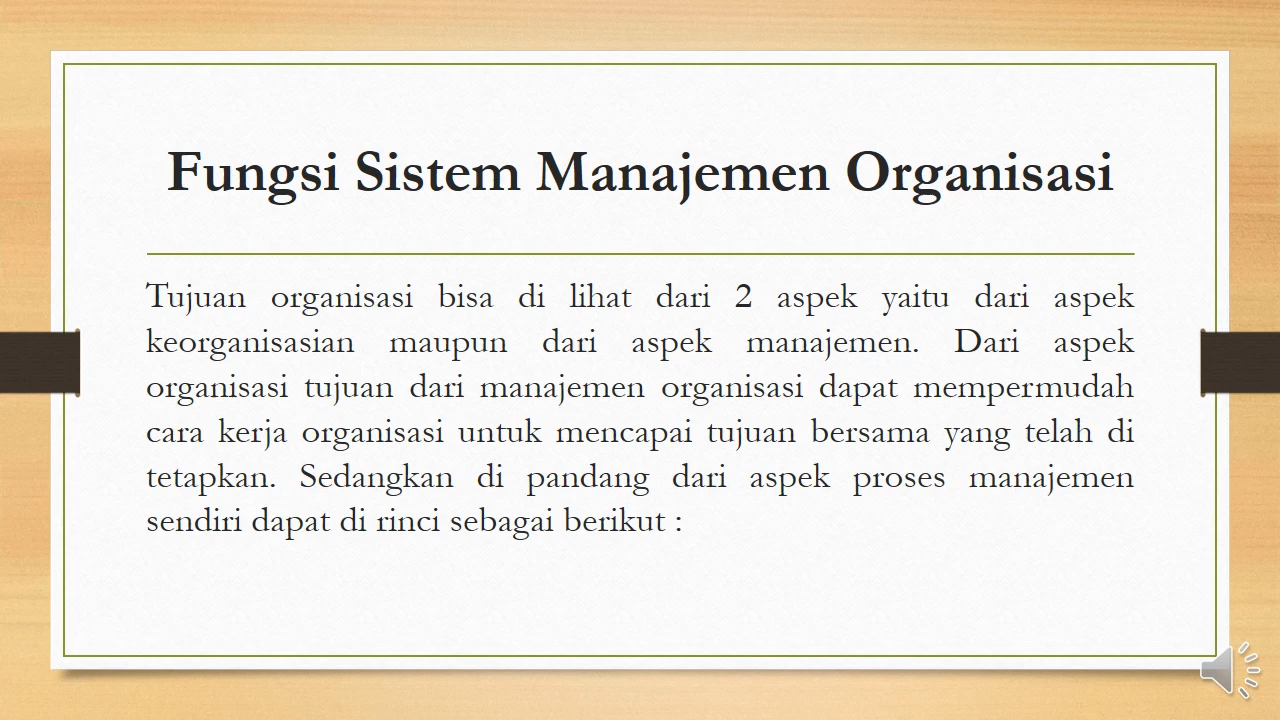 Fungsi Sistem Manajemen Organisasi
Tujuan organisasi bisa di lihat dari 2 aspek yaitu dari aspek
keorganisasian maupun dari aspek manajemen. Dari aspek
organisasi tujuan dari manajemen organisasi dapat mempermudah
cara kerja organisasi untuk mencapai tujuan bersama yang telah di
tetapkan. Sedangkan di pandang dari aspek proses manajemen
sendiri dapat di rinci sebagai berikut :